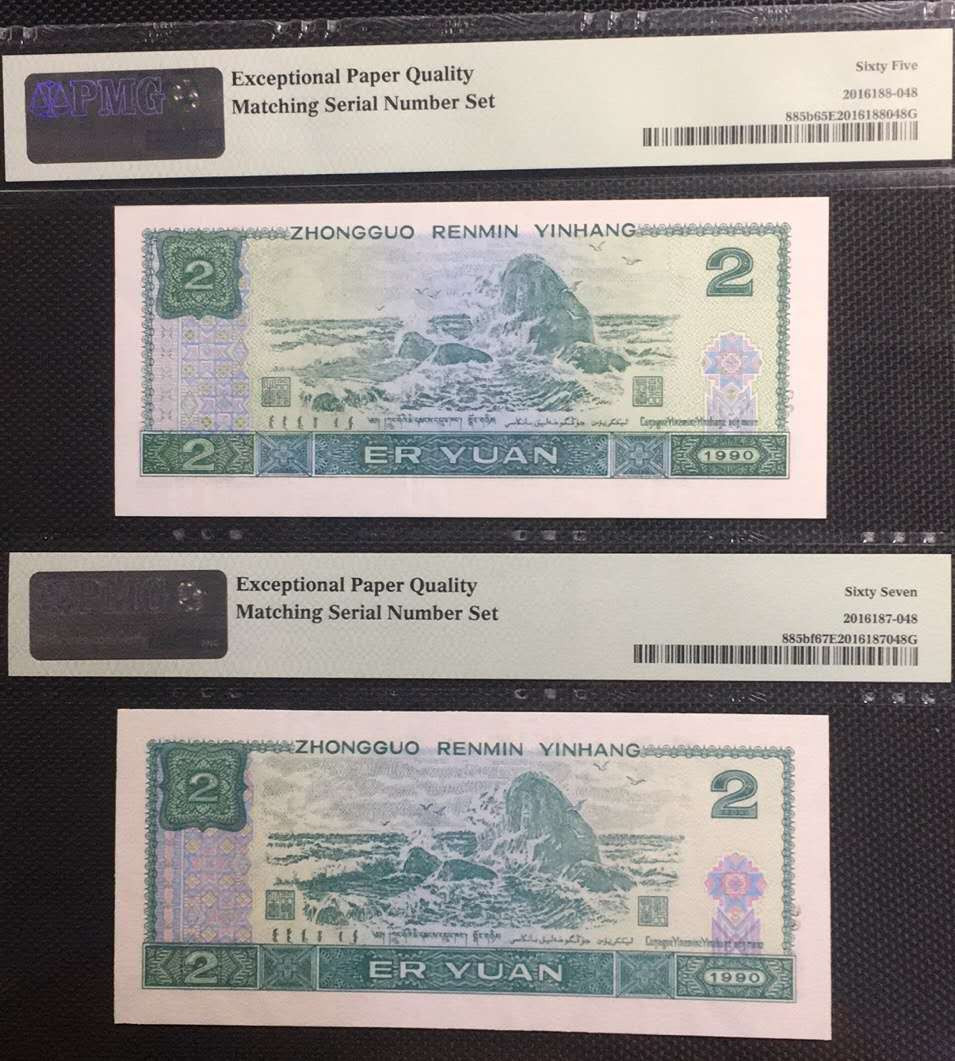 PMG
Exceptional Paper Quality
Matching Serial Number Set
Sixty Five
2016188-048
885b65E2016188048G
ZHONGGUO RENMIN YINHANG
2
2
2
ER YUAN
1990
PMG
Exceptional Paper Quality
Matching Serial Number Set
Sixty Seven
2016187-048
885bf67E2016187048G
ZHONGGUO RENMIN YINHANG
2
2
2
ER YUAN
1990